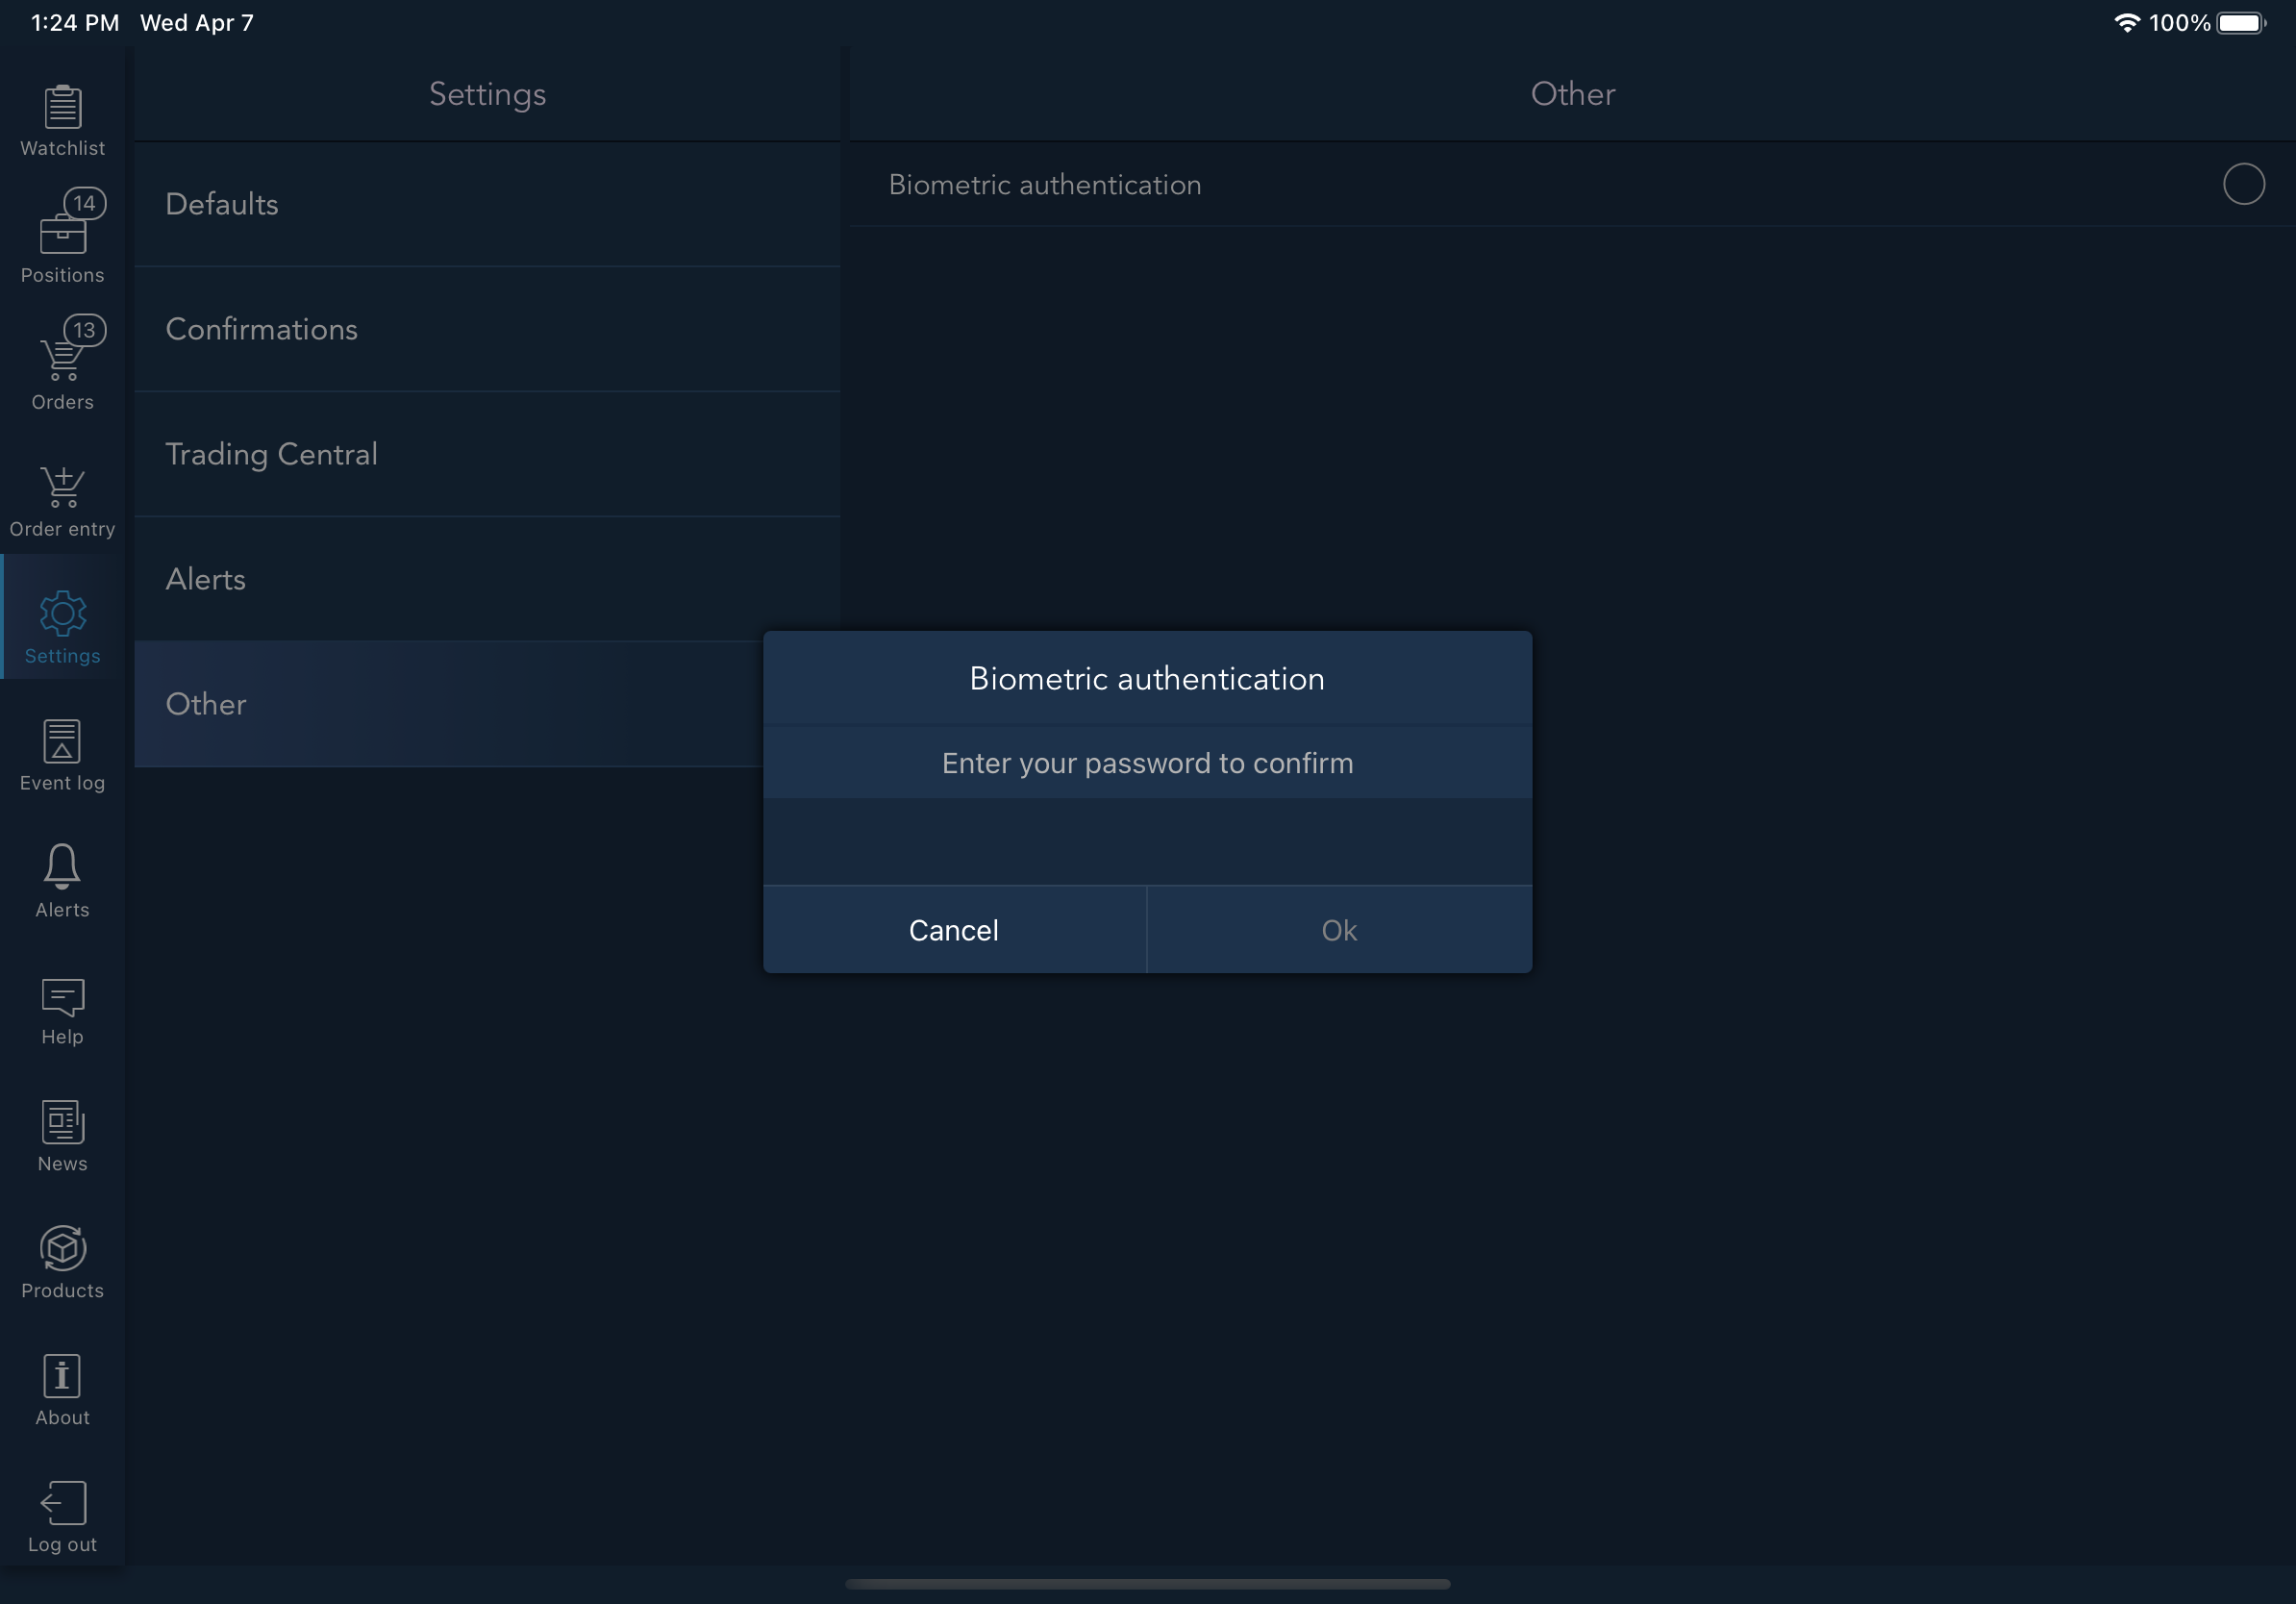 1:24 PM Wed Apr 7
100%
Watchlist
14
Positions
13
Orders
Order entry
Settings
Event log
Alerts
Help
News
Products
About
Log out
Settings
Defaults
Confirmations
Trading Central
Alerts
Other
Other
Biometric authentication
Biometric authentication
Enter your password to confirm
Cancel
Ok